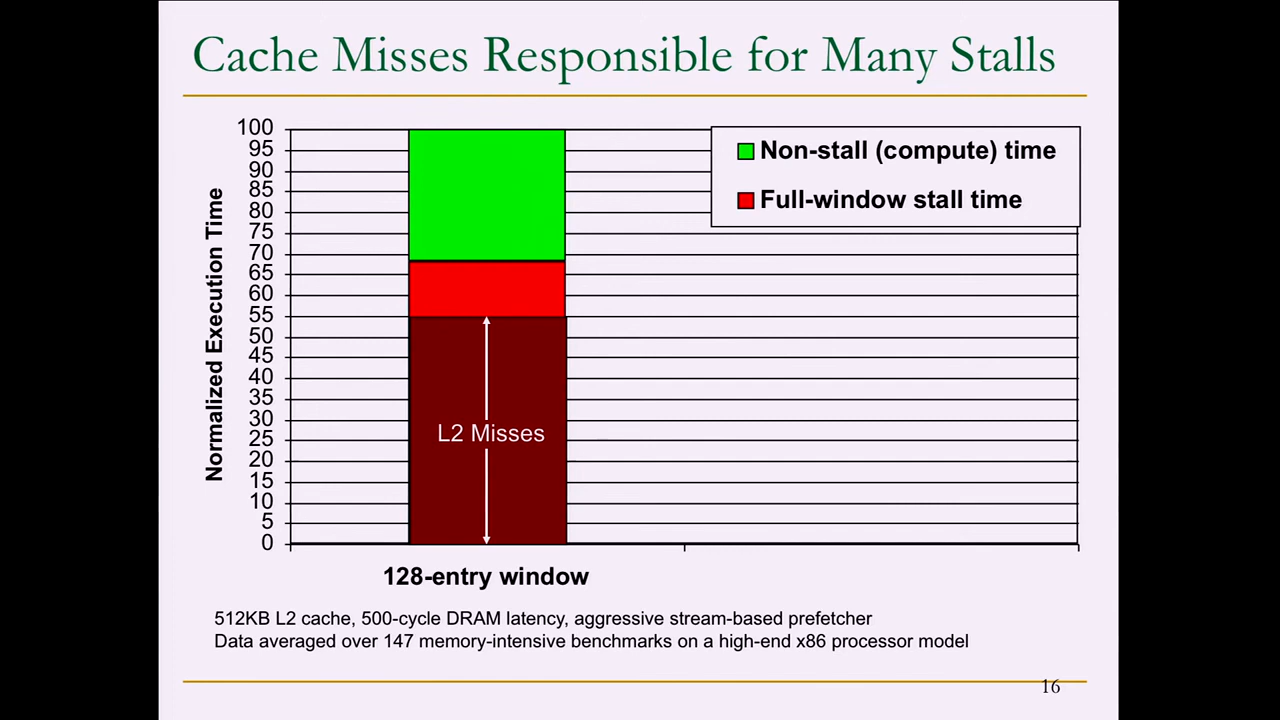 Cache Misses Responsible for Many Stalls
100
95
90
85
80
75
70
65
60
55
50
45
40
35
30
25
20
15
10
5
0
Normalized Execution Time
Non-stall (compute) time
Full-window stall time
L2 Misses
128-entry window
512KB L2 cache, 500-cycle DRAM latency, aggressive stream-based prefetcher
Data averaged over 147 memory-intensive benchmarks on a high-end x86 processor model
16